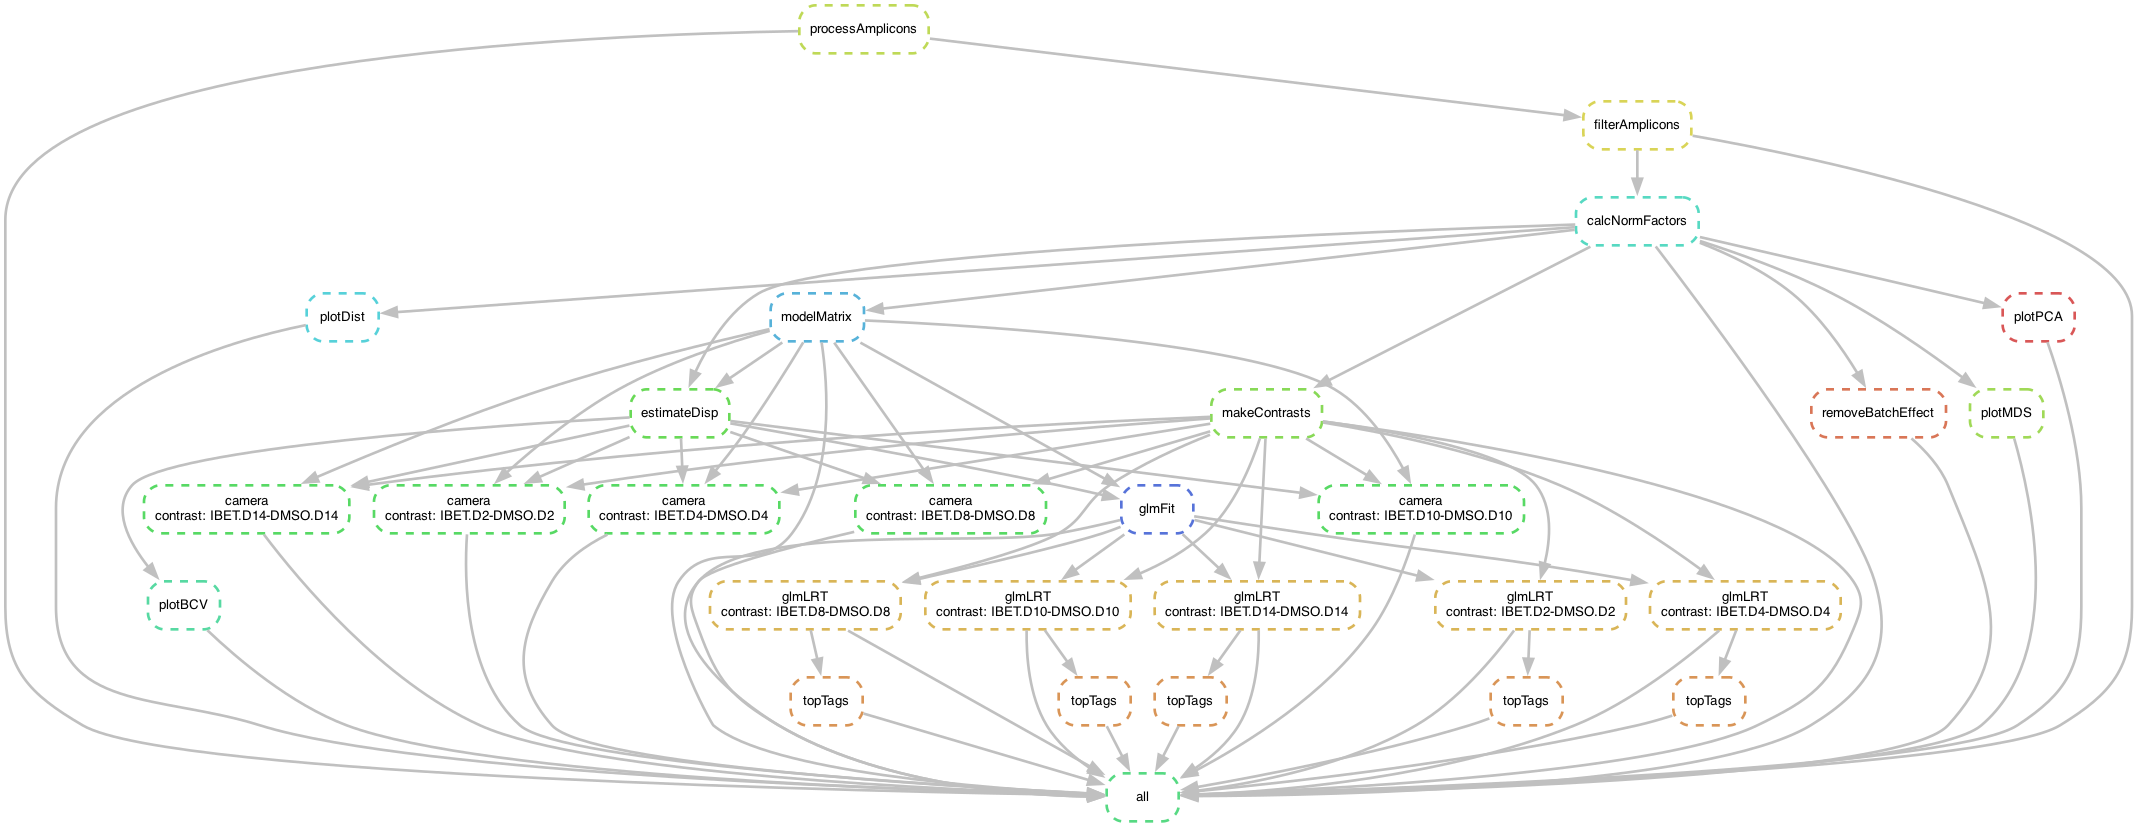 processAmplicons
filterAmplicons
calcNormFactors
plotDist
modelMatrix
plotPCA
estimateDisp
makeContrasts
removeBatchEffect
plotMDS
camera
contrast: IBET.D14-DMSO.D14
camera
contrast: IBET.D2-DMSO.D2
camera
contrast: IBET.D4-DMSO.D4
camera
contrast: IBET.D8-DMSO.D8
glmFit
camera
contrast: IBET.D10-DMSO.D10
plotBCV
glmLRT
contrast: IBET.D8-DMSO.D8
glmLRT
contrast: IBET.D10-DMSO.D10
glmLRT
contrast: IBET.D14-DMSO.D14
glmLRT
contrast: IBET.D2-DMSO.D2
glmLRT
contrast: IBET.D4-DMSO.D4
topTags
topTags
topTags
topTags
topTags
all